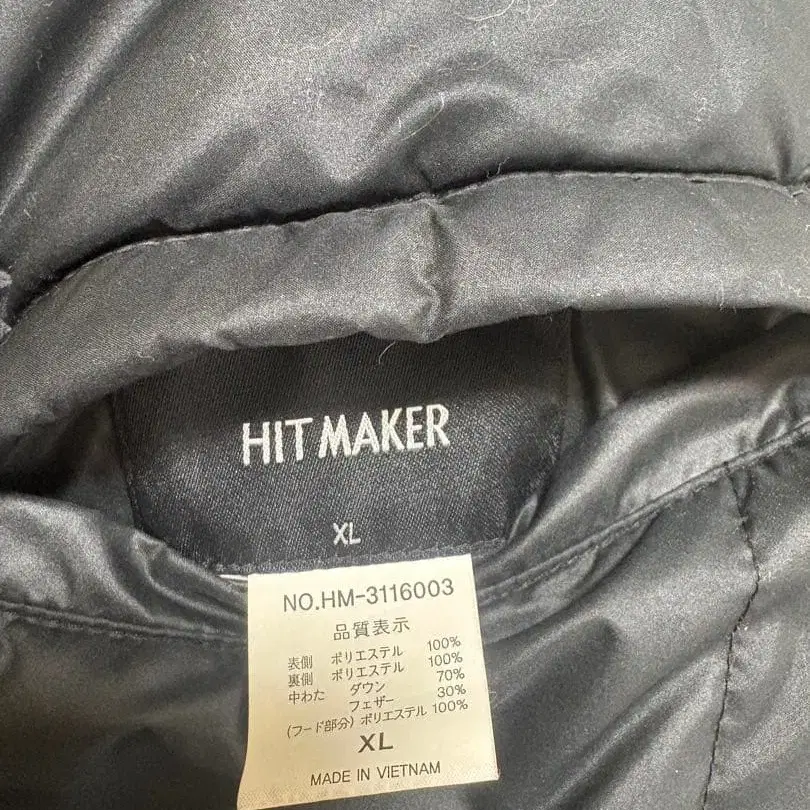 HIT MAKER
XL
NO.HM-3116003
品質表示
表側 ポリエステル 100%
裏側 ポリエステル 100%
中わた ダウン 70%
フェザー 30%
(フード部分) ポリエステル 100%
XL
MADE IN VIETNAM